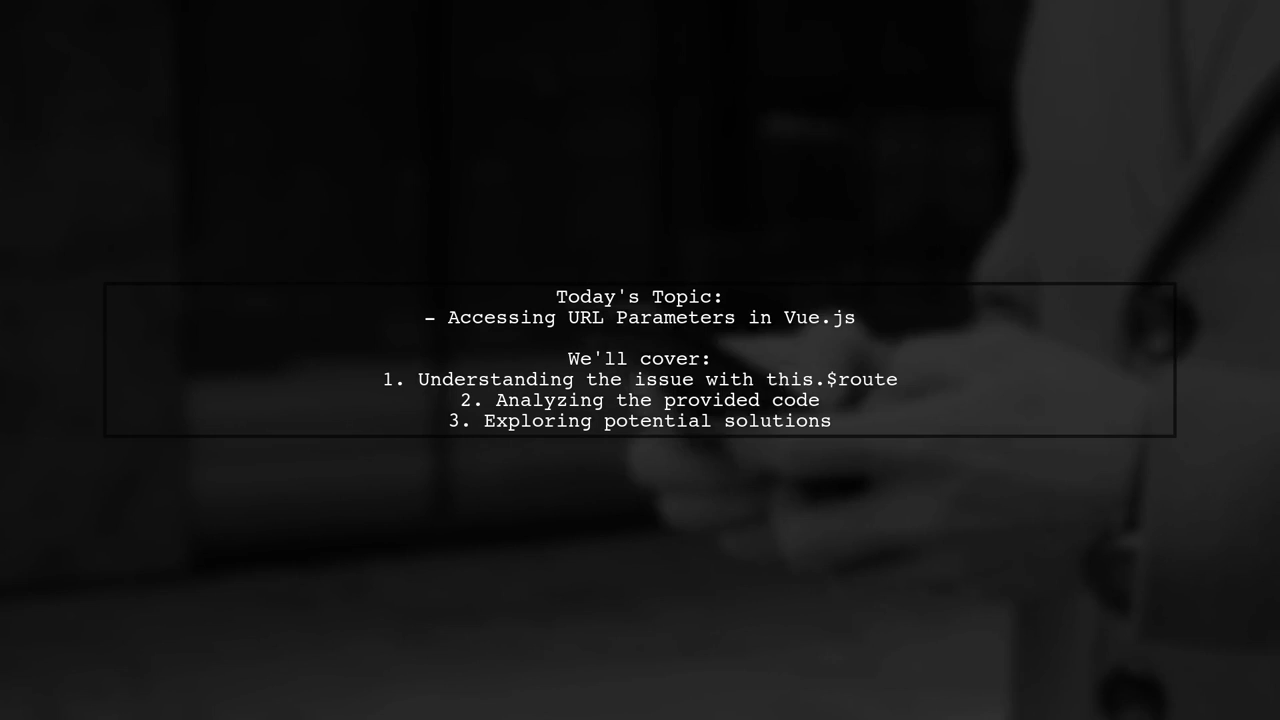 Today's Topic:
- Accessing URL Parameters in Vue.js
We'll cover:
1. Understanding the issue with this.$route
2. Analyzing the provided code
3. Exploring potential solutions